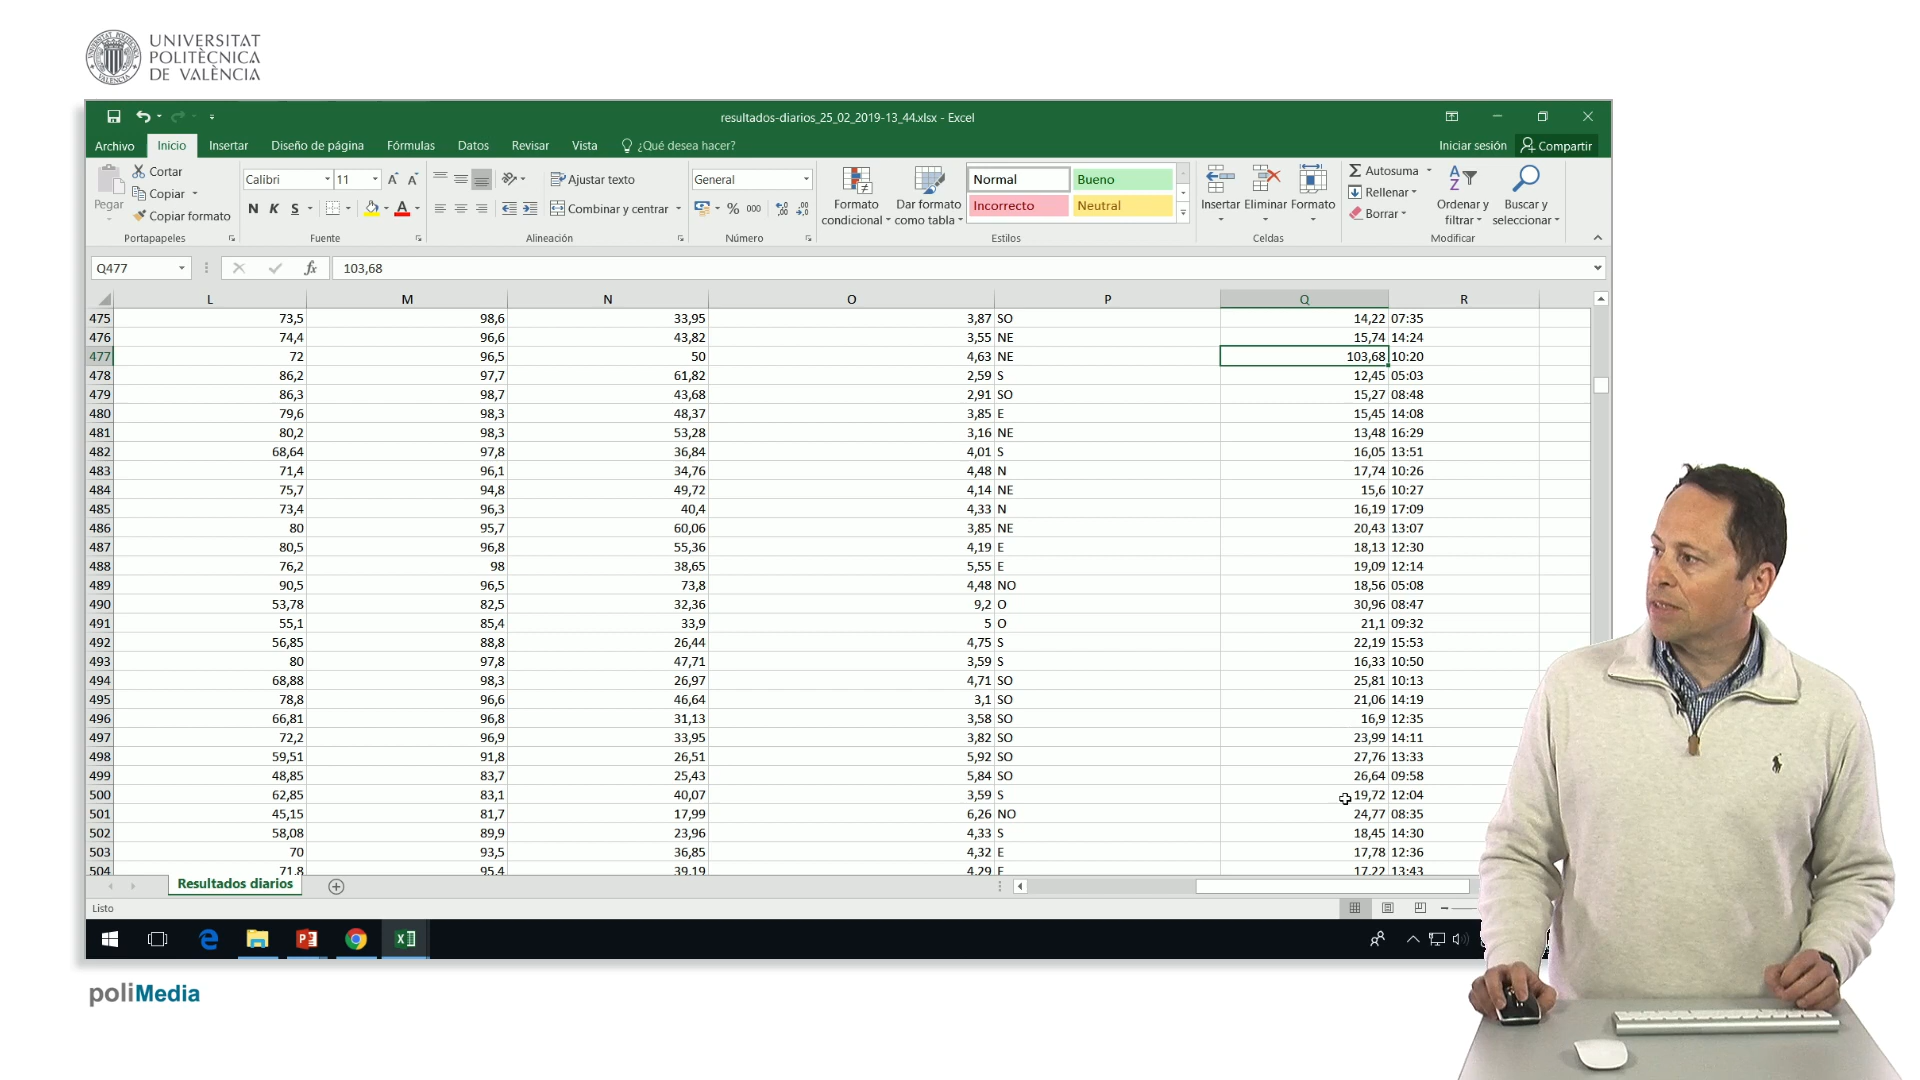 UNIVERSITAT
POLITÈCNICA
DE VALÈNCIA
resultados-diarios_25_02_2019-13_44.xlsx - Excel
Archivo Inicio Insertar Diseño de página Fórmulas Datos Revisar Vista ¿Qué desea hacer? Iniciar sesión Compartir
Pegar Cortar Copiar Copiar formato
Calibri 11 N K S
Ajustar texto
Combinar y centrar
General % 000
Formato condicional Dar formato como tabla
Normal Bueno
Incorrecto Neutral
Insertar Eliminar Formato
Autosuma
Rellenar
Borrar
Ordenar y filtrar Buscar y seleccionar
Portapapeles Fuente Alineación Número Estilos Celdas Modificar
Q477 fx 103,68
L M N O P Q R
475 73,5 98,6 33,95 3,87 SO 14,22 07:35
476 74,4 96,6 43,82 3,55 NE 15,74 14:24
477 72 96,5 50 4,63 NE 103,68 10:20
478 86,2 97,7 61,82 2,59 S 12,45 05:03
479 86,3 98,7 43,68 2,91 SO 15,27 08:48
480 79,6 98,3 48,37 3,85 E 15,45 14:08
481 80,2 98,3 53,28 3,16 NE 13,48 16:29
482 68,64 97,8 36,84 4,01 S 16,05 13:51
483 71,4 96,1 34,76 4,48 N 17,74 10:26
484 75,7 94,8 49,72 4,14 NE 15,6 10:27
485 73,4 96,3 40,4 4,33 N 16,19 17:09
486 80 95,7 60,06 3,85 NE 20,43 13:07
487 80,5 96,8 55,36 4,19 E 18,13 12:30
488 76,2 98 38,65 5,55 E 19,09 12:14
489 90,5 96,5 73,8 4,48 NO 18,56 05:08
490 53,78 82,5 32,36 9,2 O 30,96 08:47
491 55,1 85,4 33,9 5 O 21,1 09:32
492 56,85 88,8 26,44 4,75 S 22,19 15:53
493 80 97,8 47,71 3,59 S 16,33 10:50
494 68,88 98,3 26,97 4,71 SO 25,81 10:13
495 78,8 96,6 46,64 3,1 SO 21,06 14:19
496 66,81 96,8 31,13 3,58 SO 16,9 12:35
497 72,2 96,9 33,95 3,82 SO 23,99 14:11
498 59,51 91,8 26,51 5,92 SO 27,76 13:33
499 48,85 83,7 25,43 5,84 SO 26,64 09:58
500 62,85 83,1 40,07 3,59 S 19,72 12:04
501 45,15 81,7 17,99 6,26 NO 24,77 08:35
502 58,08 89,9 23,96 4,33 S 18,45 14:30
503 70 93,5 36,85 4,32 E 17,78 12:36
504 71,8 95,4 39,19 4,29 E 17,22 13:43
Resultados diarios
Listo
poliMedia